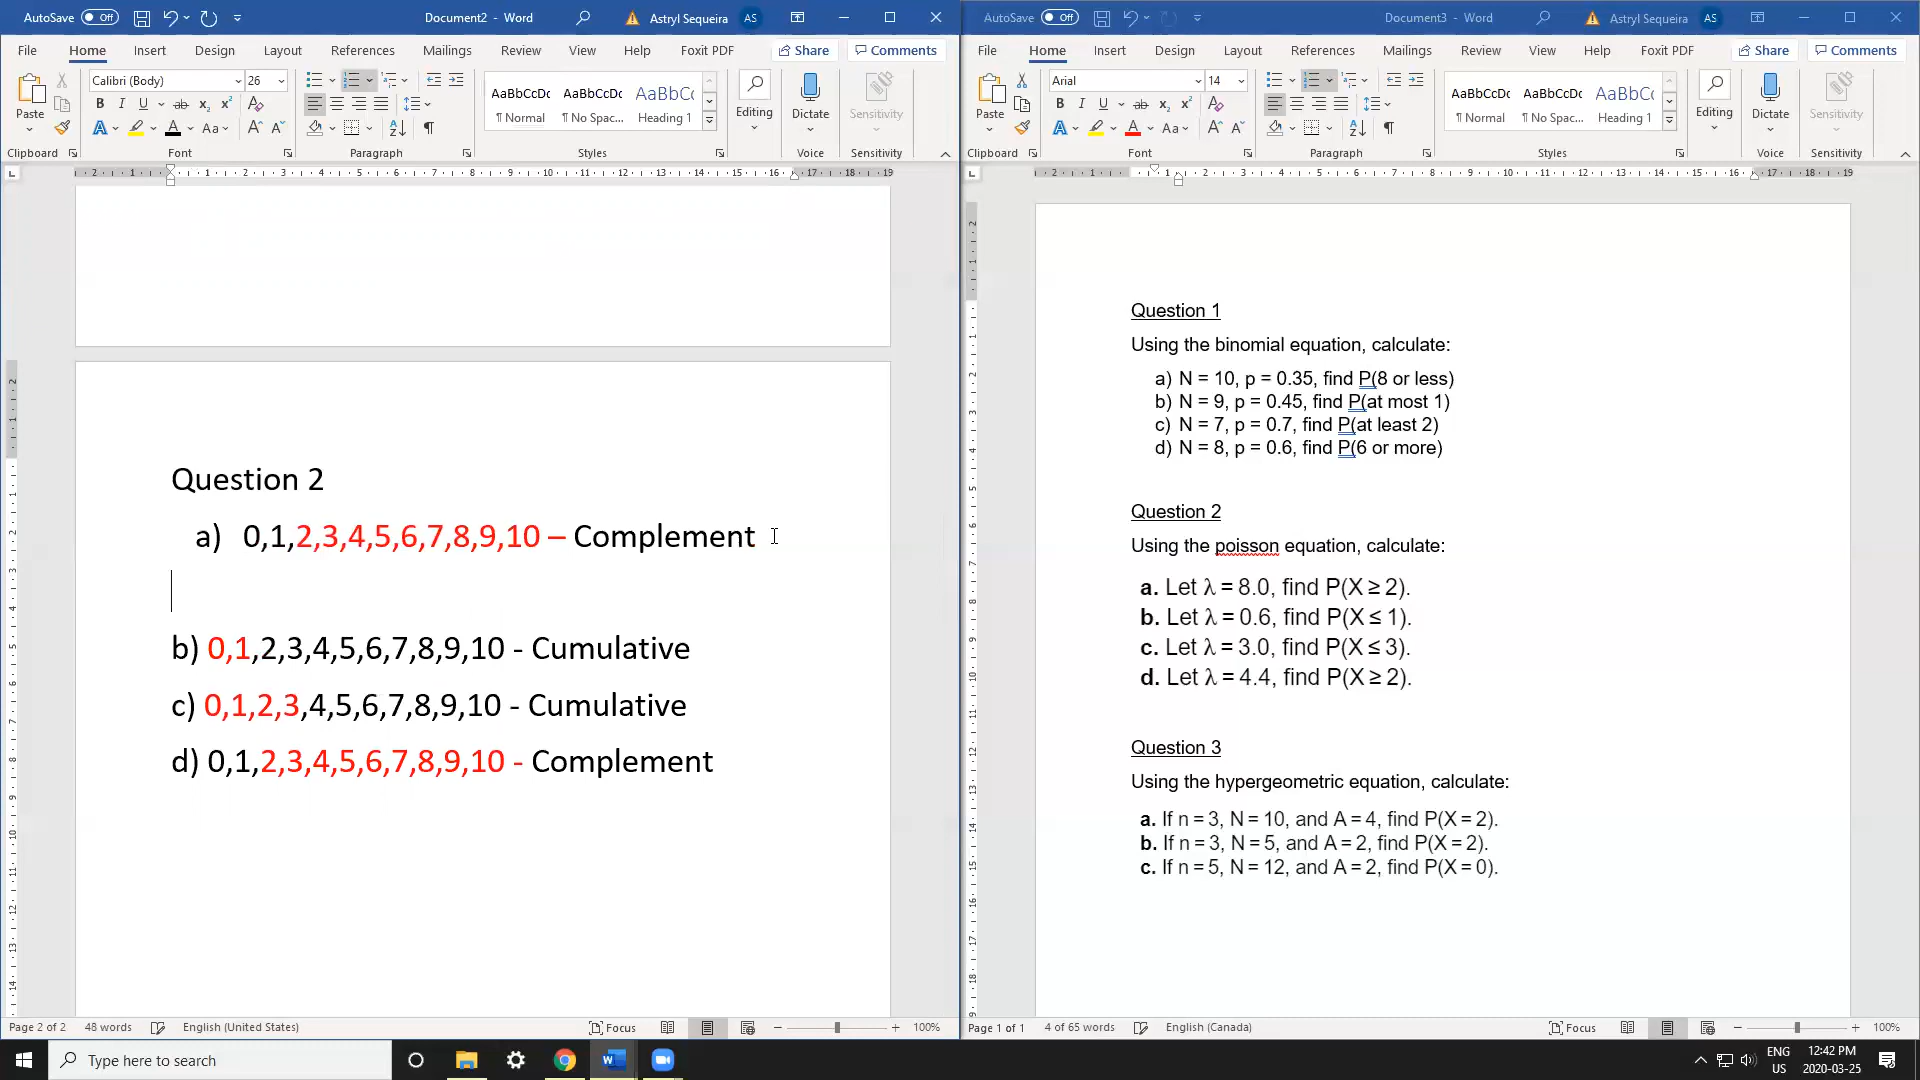 AutoSave Off Document2 - Word Astryl Sequeira AS
File Home Insert Design Layout References Mailings Review View Help Foxit PDF Share Comments
Calibri (Body) 26
Paste
AaBbCcDc AaBbCcDc AaBbCc
¶ Normal ¶ No Spac... Heading 1
Editing Dictate Sensitivity
Clipboard Font Paragraph Styles Voice Sensitivity
Question 2
a) 0,1,2,3,4,5,6,7,8,9,10 – Complement
b) 0,1,2,3,4,5,6,7,8,9,10 - Cumulative
c) 0,1,2,3,4,5,6,7,8,9,10 - Cumulative
d) 0,1,2,3,4,5,6,7,8,9,10 - Complement
Page 2 of 2 48 words English (United States) Focus 100%
AutoSave Off Document3 - Word Astryl Sequeira AS
File Home Insert Design Layout References Mailings Review View Help Foxit PDF Share Comments
Arial 14
Paste
AaBbCcDc AaBbCcDc AaBbCc
¶ Normal ¶ No Spac... Heading 1
Editing Dictate Sensitivity
Clipboard Font Paragraph Styles Voice Sensitivity
Question 1
Using the binomial equation, calculate:
a) N = 10, p = 0.35, find P(8 or less)
b) N = 9, p = 0.45, find P(at most 1)
c) N = 7, p = 0.7, find P(at least 2)
d) N = 8, p = 0.6, find P(6 or more)
Question 2
Using the poisson equation, calculate:
a. Let λ = 8.0, find P(X ≥ 2).
b. Let λ = 0.6, find P(X ≤ 1).
c. Let λ = 3.0, find P(X ≤ 3).
d. Let λ = 4.4, find P(X ≥ 2).
Question 3
Using the hypergeometric equation, calculate:
a. If n = 3, N = 10, and A = 4, find P(X = 2).
b. If n = 3, N = 5, and A = 2, find P(X = 2).
c. If n = 5, N = 12, and A = 2, find P(X = 0).
Page 1 of 1 4 of 65 words English (Canada) Focus 100%
Type here to search
ENG
US
12:42 PM
2020-03-25